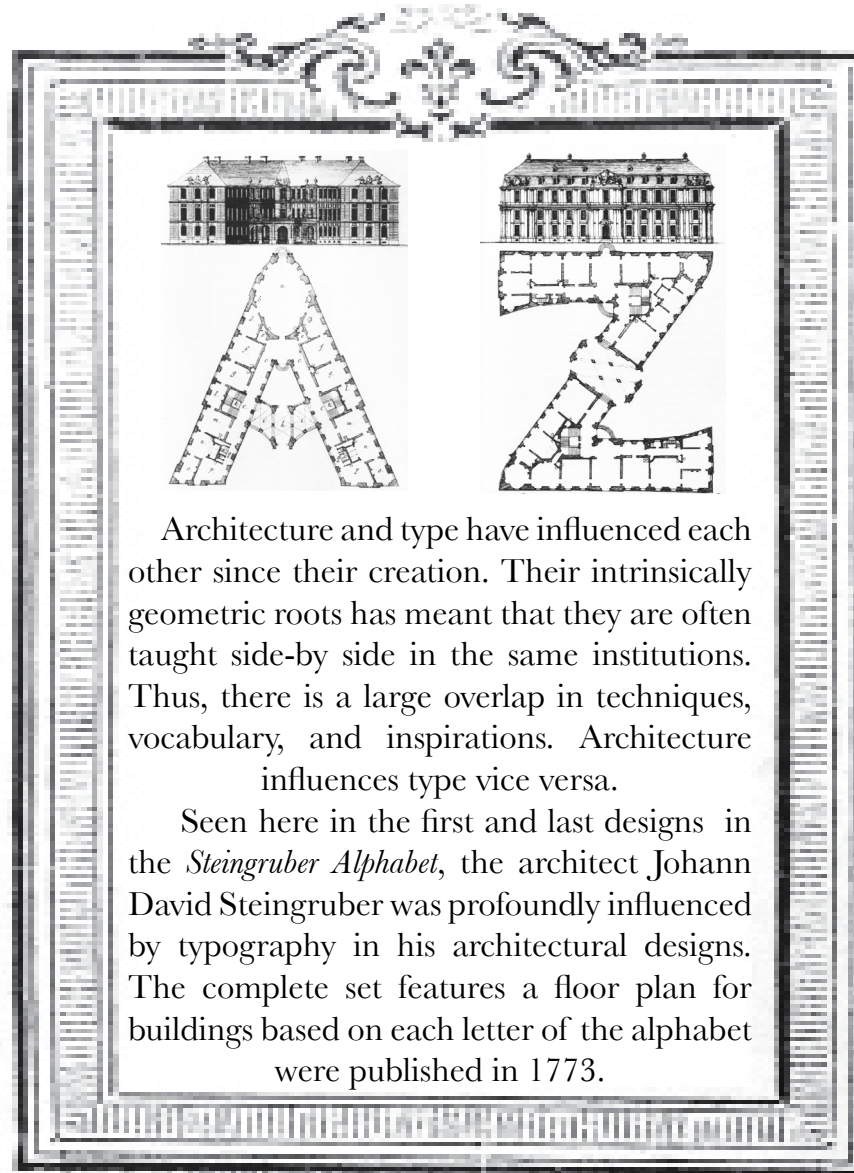 Architecture and type have influenced each
other since their creation. Their intrinsically
geometric roots has meant that they are often
taught side-by side in the same institutions.
Thus, there is a large overlap in techniques,
vocabulary, and inspirations. Architecture
influences type vice versa.
Seen here in the first and last designs in
the Steingruber Alphabet, the architect Johann
David Steingruber was profoundly influenced
by typography in his architectural designs.
The complete set features a floor plan for
buildings based on each letter of the alphabet
were published in 1773.